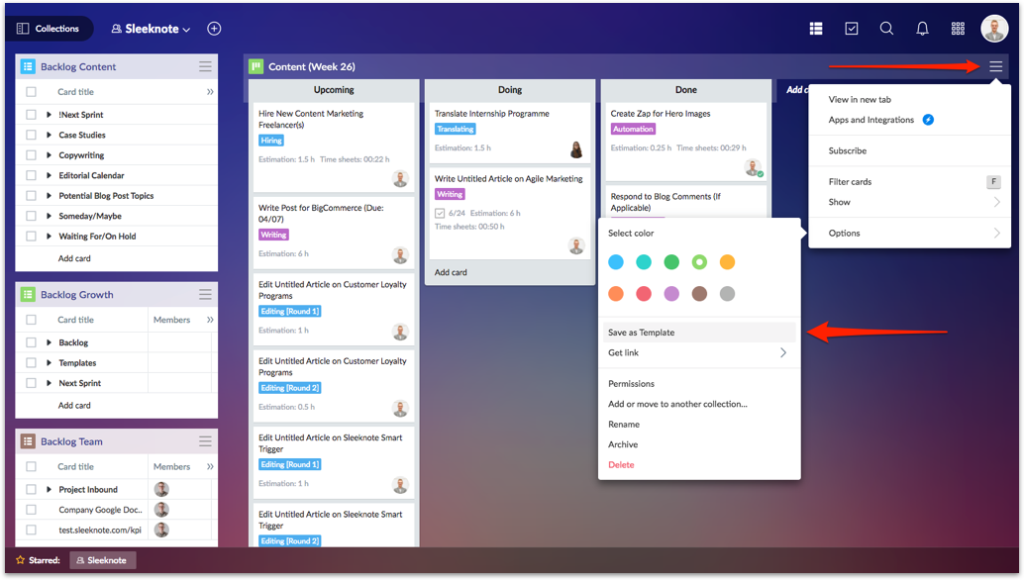 Collections
Sleeknote
Backlog Content
Card title
!Next Sprint
Case Studies
Copywriting
Editorial Calendar
Potential Blog Post Topics
Someday/Maybe
Waiting For/On Hold
Add card
Backlog Growth
Card title Members
Backlog
Templates
Next Sprint
Add card
Backlog Team
Card title Members
Project Inbound
Company Google Doc..
test.sleeknote.com/kpi
Content (Week 26)
Upcoming
Hire New Content Marketing
Freelancer(s)
Hiring
Estimation: 1.5 h Time sheets: 00:22 h
Write Post for BigCommerce (Due:
04/07)
Writing
Estimation: 6 h
Edit Untitled Article on Customer Loyalty
Programs
Editing [Round 1]
Estimation: 1 h
Edit Untitled Article on Customer Loyalty
Programs
Editing [Round 2]
Estimation: 0.5 h
Edit Untitled Article on Sleeknote Smart
Trigger
Editing [Round 1]
Estimation: 1 h
Edit Untitled Article on Sleeknote Smart
Trigger
Editing [Round 2]
Doing
Translate Internship Programme
Translating
Estimation: 1.5 h
Write Untitled Article on Agile Marketing
Writing
6/24 Estimation: 6 h
Time sheets: 00:50 h
Add card
Done
Create Zap for Hero Images
Automation
Estimation: 0.25 h Time sheets: 00:29 h
Respond to Blog Comments (If
Applicable)
Add c
View in new tab
Apps and Integrations
Subscribe
Filter cards F
Show
Options
Select color
Save as Template
Get link
Permissions
Add or move to another collection...
Rename
Archive
Delete
Starred: Sleeknote